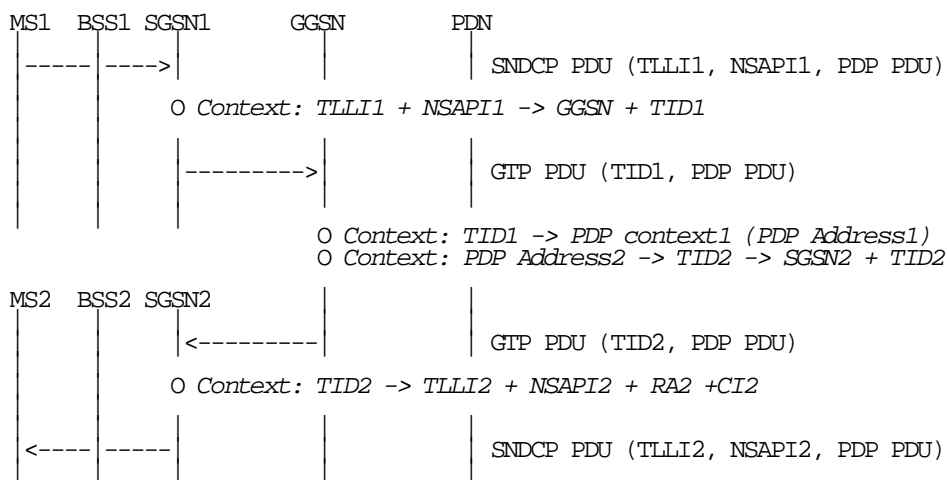 MS1 BSS1 SGSN1 GGSN PDN
SNDCP PDU (TLLI1, NSAPI1, PDP PDU)
O Context: TLLI1 + NSAPI1 -> GGSN + TID1
GTP PDU (TID1, PDP PDU)
O Context: TID1 -> PDP context1 (PDP Address1)
O Context: PDP Address2 -> TID2 -> SGSN2 + TID2
MS2 BSS2 SGSN2
GTP PDU (TID2, PDP PDU)
O Context: TID2 -> TLLI2 + NSAPI2 + RA2 +CI2
SNDCP PDU (TLLI2, NSAPI2, PDP PDU)